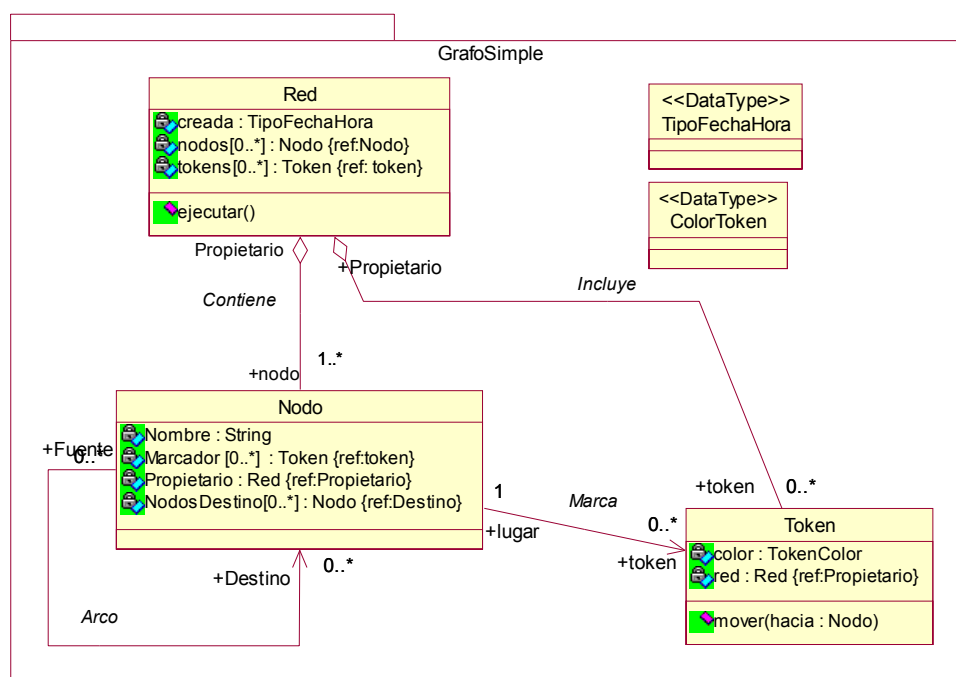 GrafoSimple
Red
creada : TipoFechaHora
nodos[0..*] : Nodo {ref:Nodo}
tokens[0..*] : Token {ref: token}
ejecutar()
<<DataType>>
TipoFechaHora
<<DataType>>
ColorToken
Propietario
+Propietario
Contiene
Incluye
1..*
+nodo
Nodo
Nombre : String
Marcador [0..*] : Token {ref:token}
Propietario : Red {ref:Propietario}
NodosDestino[0..*] : Nodo {ref:Destino}
+Fuente
0..*
1
+lugar
Marca
0..*
+token
+token
0..*
Token
color : TokenColor
red : Red {ref:Propietario}
mover(hacia : Nodo)
+Destino
0..*
Arco